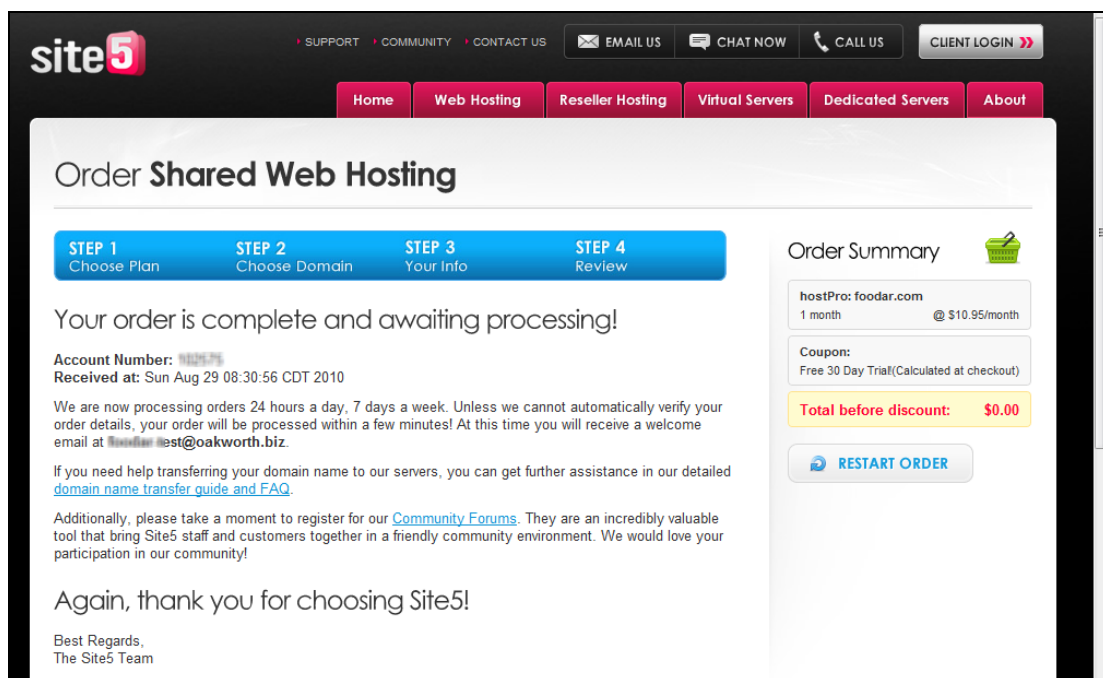 site5
SUPPORT COMMUNITY CONTACT US
EMAIL US
CHAT NOW
CALL US
CLIENT LOGIN
Home
Web Hosting
Reseller Hosting
Virtual Servers
Dedicated Servers
About
Order Shared Web Hosting
STEP 1
Choose Plan
STEP 2
Choose Domain
STEP 3
Your Info
STEP 4
Review
Your order is complete and awaiting processing!
Account Number:
Received at: Sun Aug 29 08:30:56 CDT 2010
We are now processing orders 24 hours a day, 7 days a week. Unless we cannot automatically verify your
order details, your order will be processed within a few minutes! At this time you will receive a welcome
email at est@oakworth.biz.
If you need help transferring your domain name to our servers, you can get further assistance in our detailed
domain name transfer guide and FAQ.
Additionally, please take a moment to register for our Community Forums. They are an incredibly valuable
tool that bring Site5 staff and customers together in a friendly community environment. We would love your
participation in our community!
Again, thank you for choosing Site5!
Best Regards,
The Site5 Team
Order Summary
hostPro: foodar.com
1 month @ $10.95/month
Coupon:
Free 30 Day Trial!(Calculated at checkout)
Total before discount: $0.00
RESTART ORDER